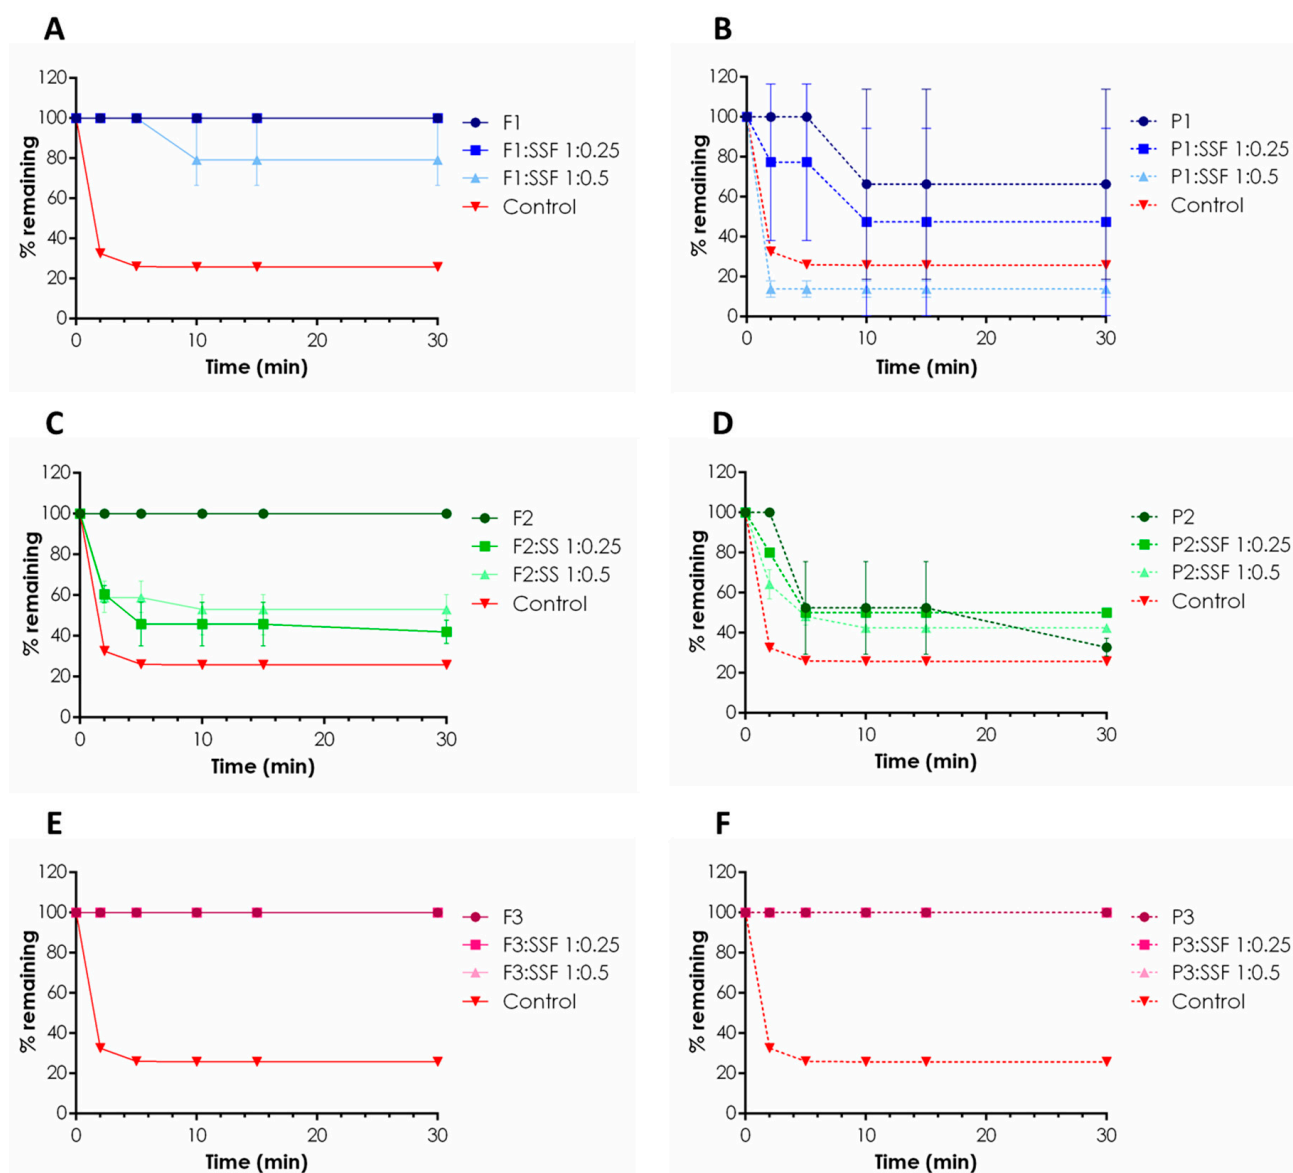 A
% remaining
120
100
80
60
40
20
0
0
10
20
30
Time (min)
F1
F1:SSF 1:0.25
F1:SSF 1:0.5
Control
B
% remaining
120
100
80
60
40
20
0
0
10
20
30
Time (min)
P1
P1:SSF 1:0.25
P1:SSF 1:0.5
Control
C
% remaining
120
100
80
60
40
20
0
0
10
20
30
Time (min)
F2
F2:SS 1:0.25
F2:SS 1:0.5
Control
D
% remaining
120
100
80
60
40
20
0
0
10
20
30
Time (min)
P2
P2:SSF 1:0.25
P2:SSF 1:0.5
Control
E
% remaining
120
100
80
60
40
20
0
0
10
20
30
Time (min)
F3
F3:SSF 1:0.25
F3:SSF 1:0.5
Control
F
% remaining
120
100
80
60
40
20
0
0
10
20
30
Time (min)
P3
P3:SSF 1:0.25
P3:SSF 1:0.5
Control